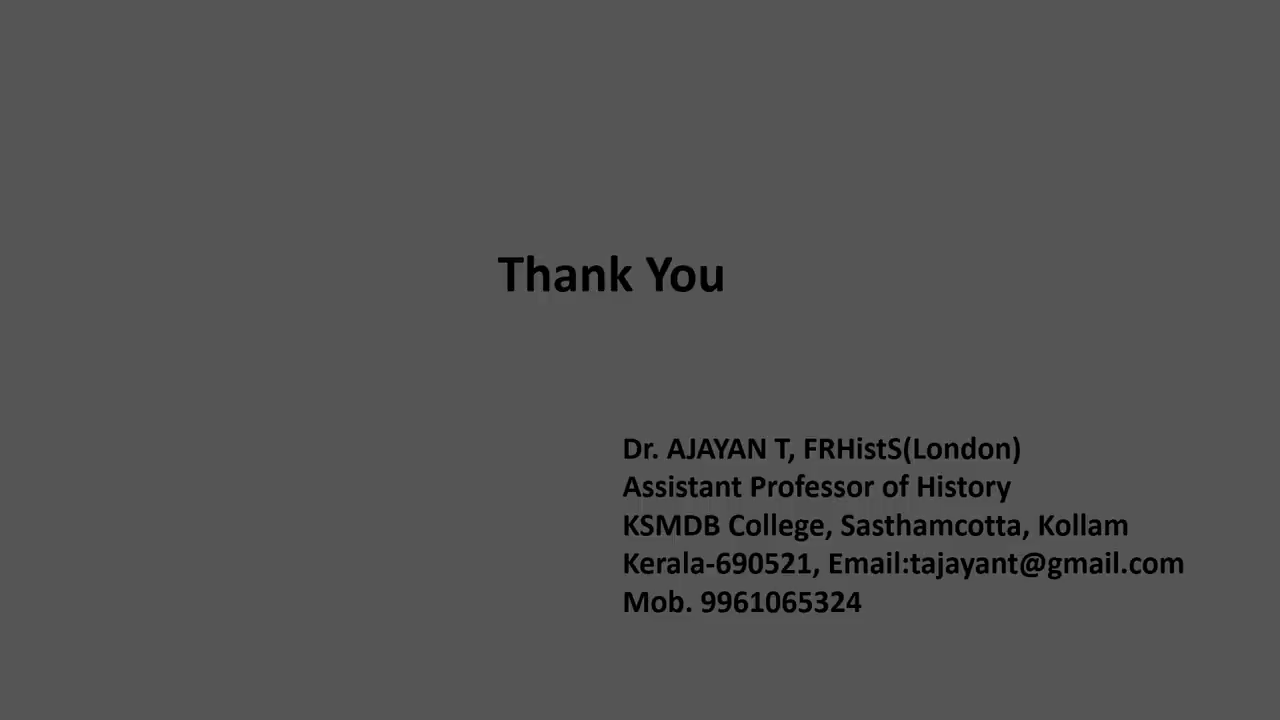 Thank You
Dr. AJAYAN T, FRHistS(London)
Assistant Professor of History
KSMDB College, Sasthamcotta, Kollam
Kerala-690521, Email:tajayant@gmail.com
Mob. 9961065324